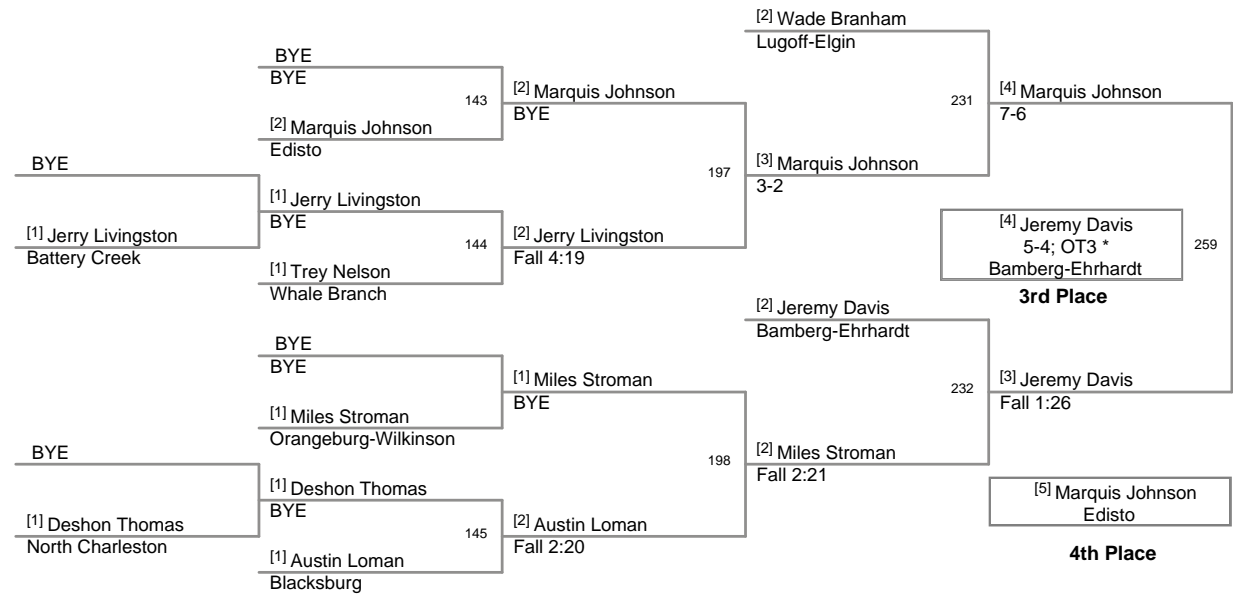 [2] Wade Branham
Lugoff-Elgin
BYE
BYE
143
[2] Marquis Johnson
BYE
231
[4] Marquis Johnson
7-6
[2] Marquis Johnson
Edisto
BYE
197
[3] Marquis Johnson
3-2
[1] Jerry Livingston
BYE
[1] Jerry Livingston
Battery Creek
144
[2] Jerry Livingston
Fall 4:19
[4] Jeremy Davis
5-4; OT3 *
Bamberg-Ehrhardt
259
3rd Place
[1] Trey Nelson
Whale Branch
[2] Jeremy Davis
Bamberg-Ehrhardt
BYE
BYE
[1] Miles Stroman
BYE
232
[3] Jeremy Davis
Fall 1:26
[1] Miles Stroman
Orangeburg-Wilkinson
BYE
198
[2] Miles Stroman
Fall 2:21
[1] Deshon Thomas
BYE
[5] Marquis Johnson
Edisto
[1] Deshon Thomas
North Charleston
145
[2] Austin Loman
Fall 2:20
4th Place
[1] Austin Loman
Blacksburg